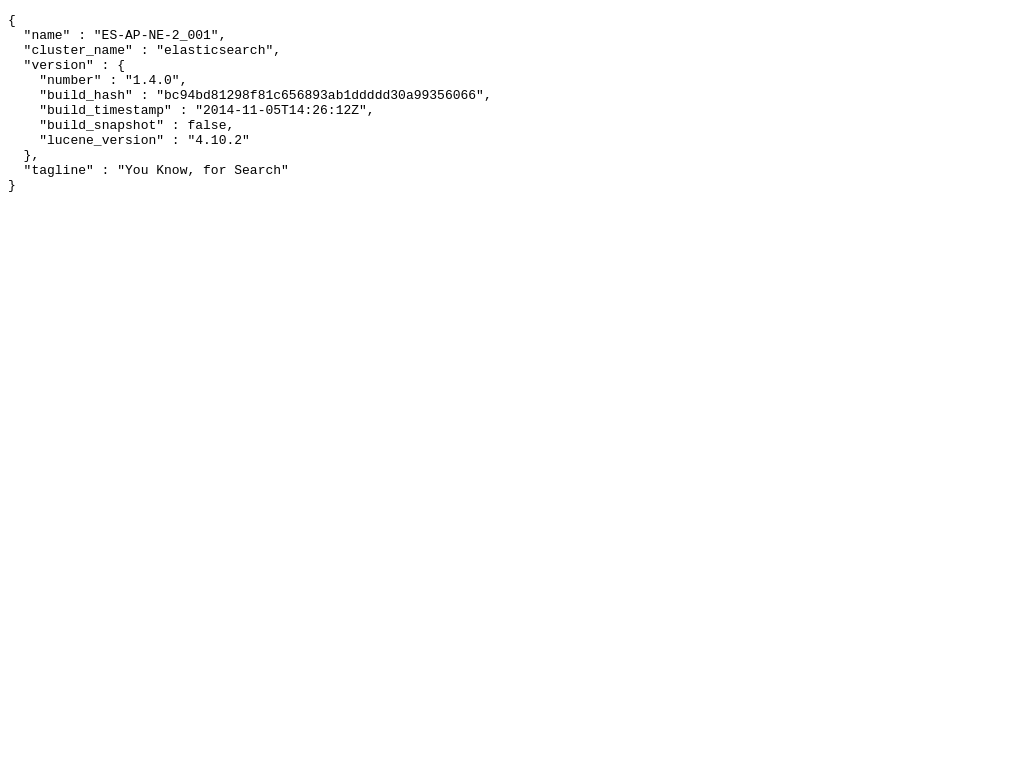 {
  "name" : "ES-AP-NE-2_001",
  "cluster_name" : "elasticsearch",
  "version" : {
    "number" : "1.4.0",
    "build_hash" : "bc94bd81298f81c656893ab1ddddd30a99356066",
    "build_timestamp" : "2014-11-05T14:26:12Z",
    "build_snapshot" : false,
    "lucene_version" : "4.10.2"
  },
  "tagline" : "You Know, for Search"
}